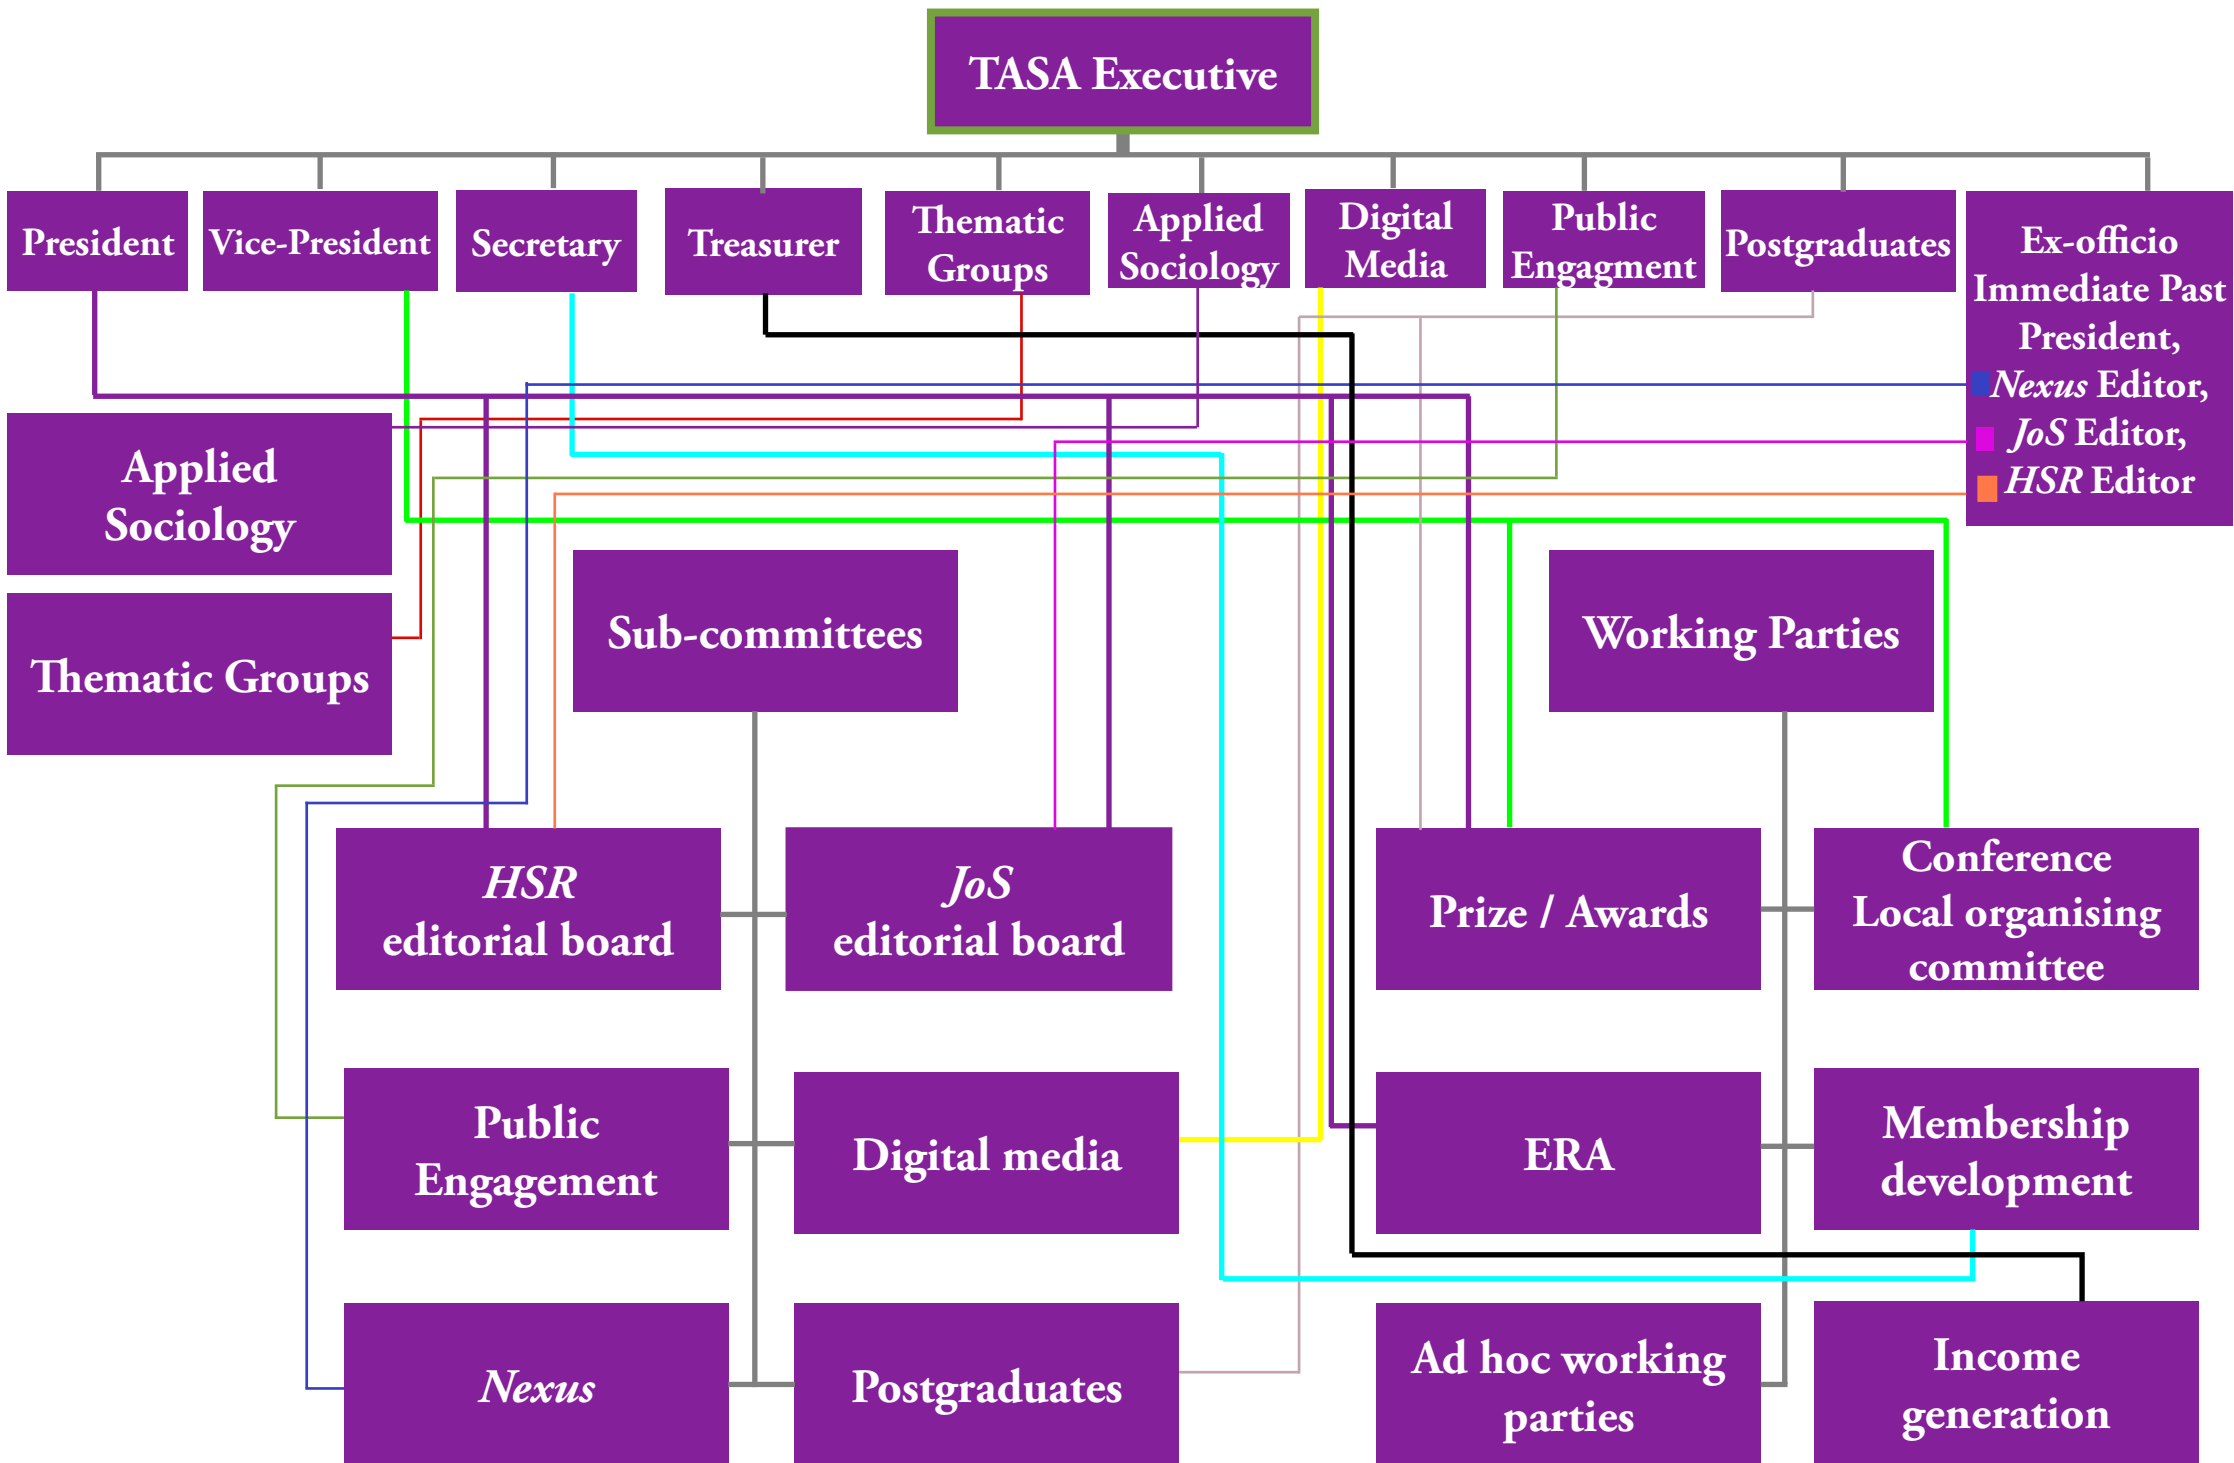 TASA Executive
President
Vice-President
Secretary
Treasurer
Thematic
Groups
Applied
Sociology
Digital
Media
Public
Engagment
Postgraduates
Ex-officio
Immediate Past
President,
Nexus Editor,
JoS Editor,
HSR Editor
Applied
Sociology
Thematic Groups
Sub-committees
Working Parties
HSR
editorial board
JoS
editorial board
Prize / Awards
Conference
Local organising
committee
Public
Engagement
Digital media
ERA
Membership
development
Nexus
Postgraduates
Ad hoc working
parties
Income
generation